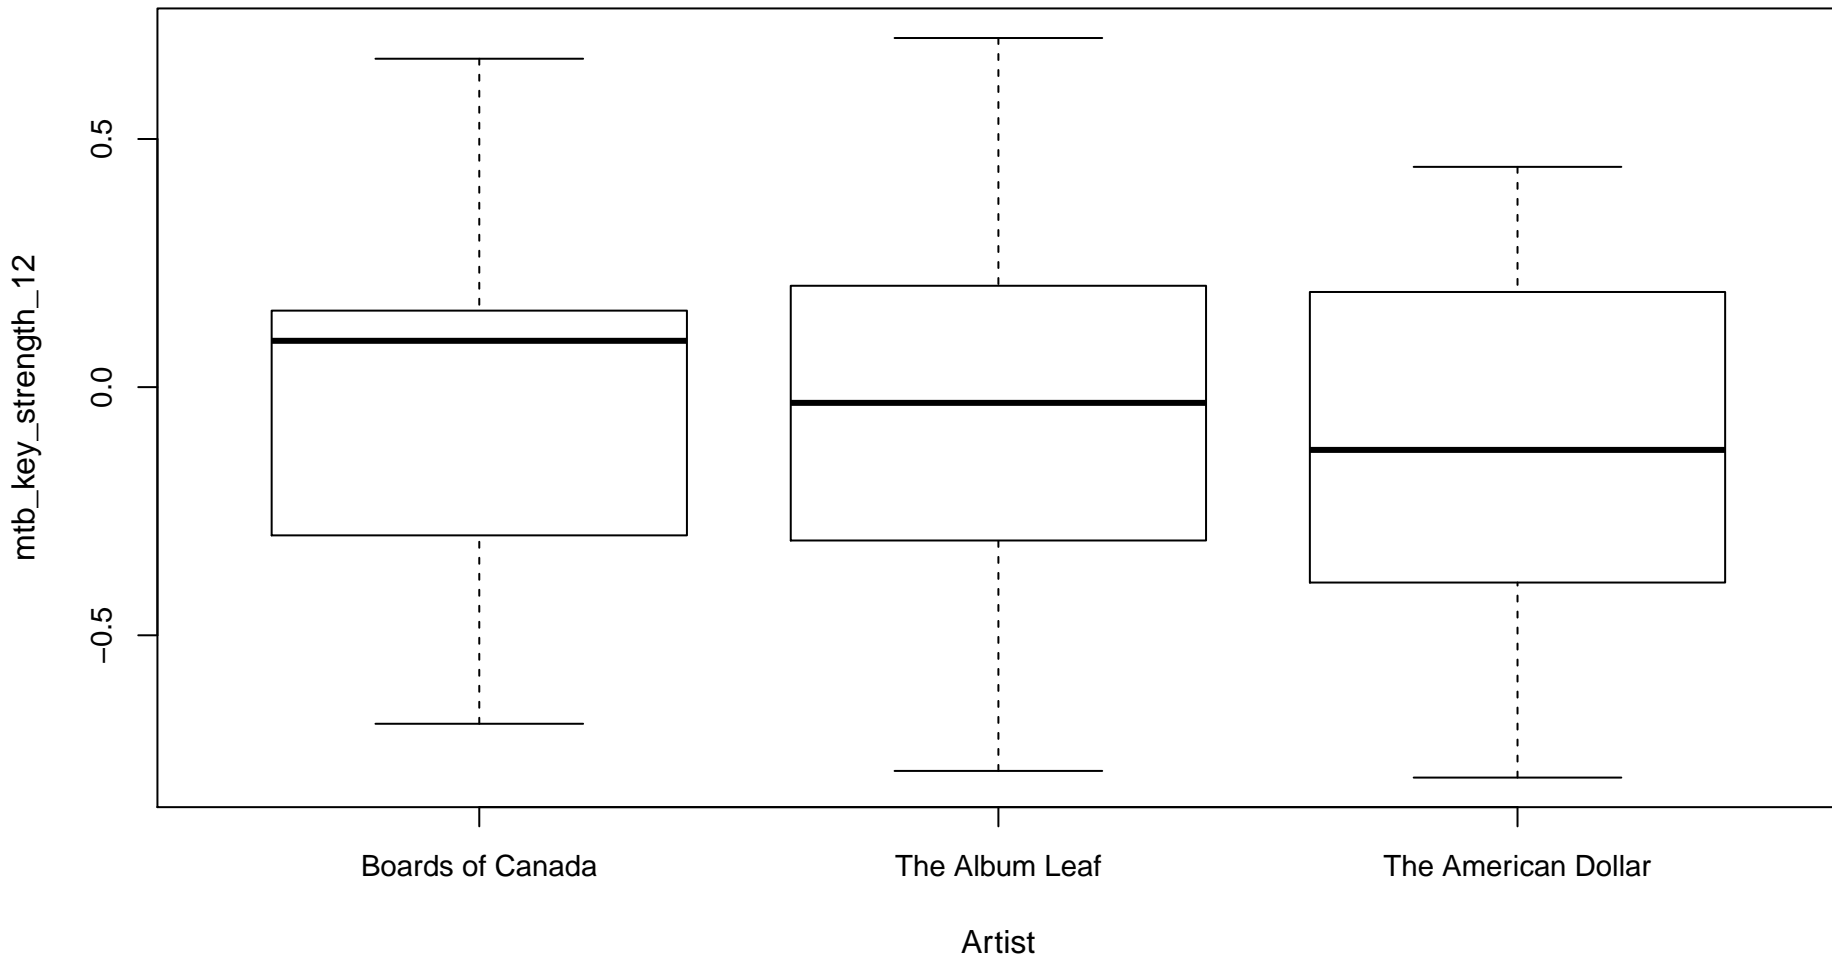 mtb_key_strength_12
0.5
0.0
−0.5
Boards of Canada
The Album Leaf
The American Dollar
Artist